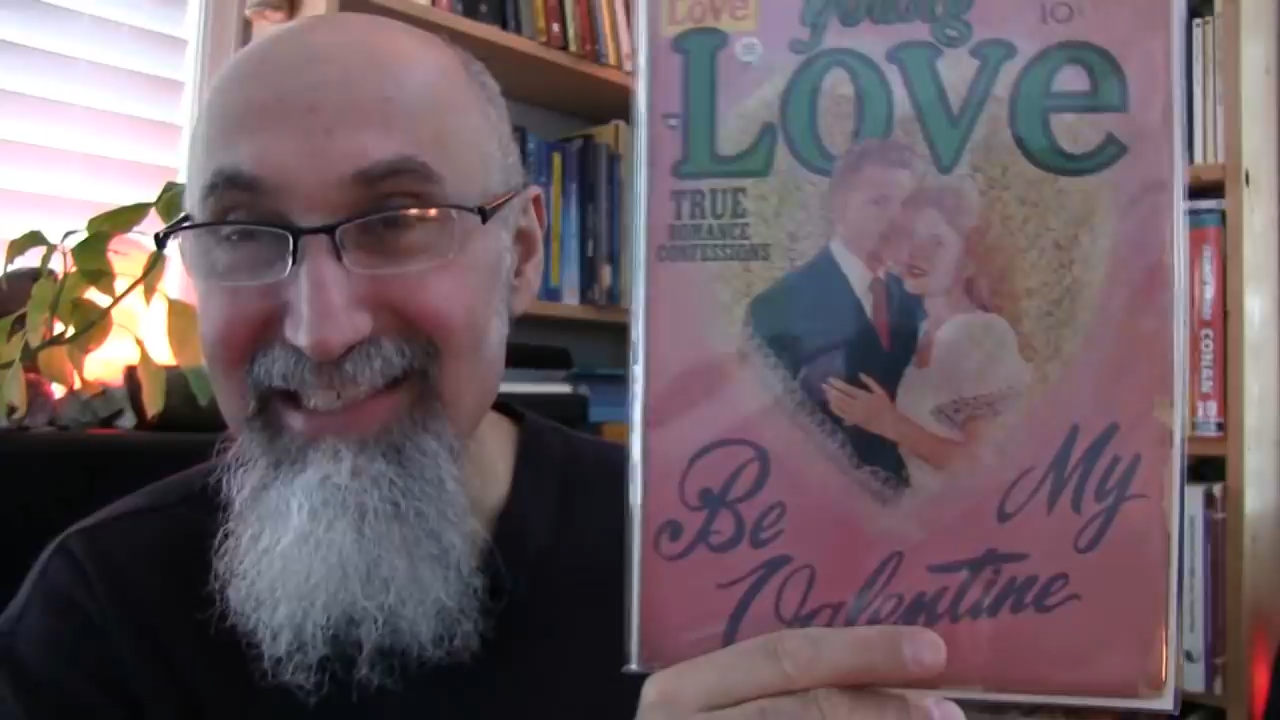 Love
Young
10¢
Love
TRUE
ROMANCE
CONFESSIONS
Be My
Valentine
CONAN